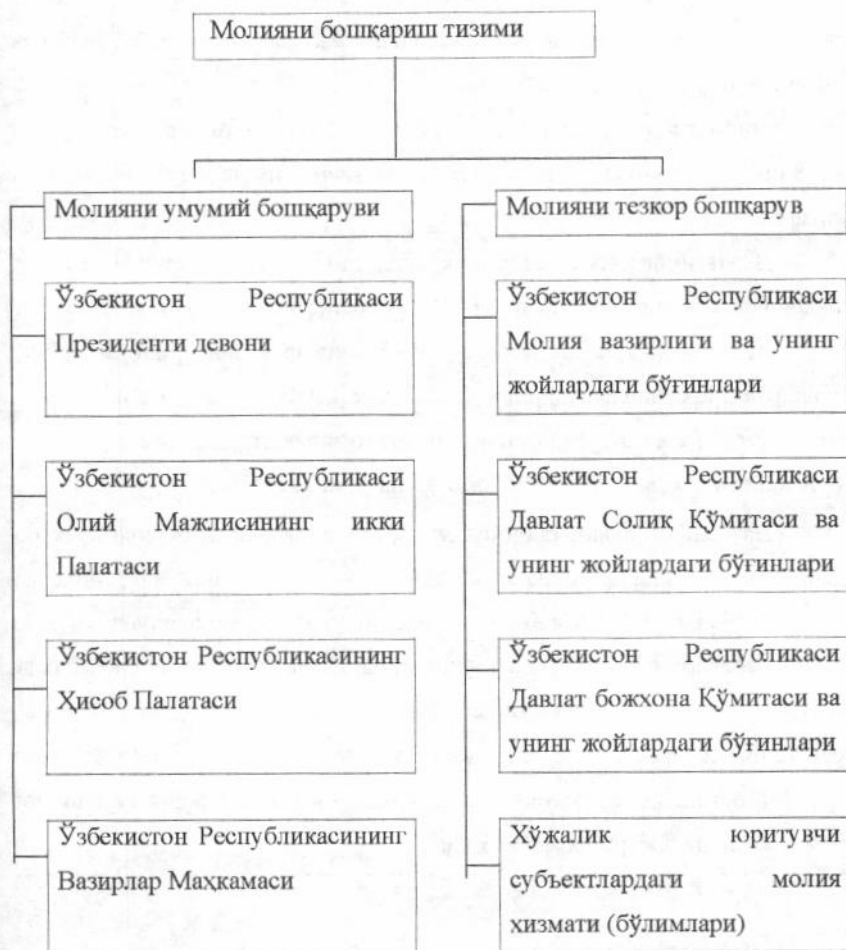 Молияни бошқариш тизими
Молияни умумий бошқаруви
Ўзбекистон Республикаси
Президенти девони
Ўзбекистон Республикаси
Олий Мажлисининг икки
Палатаси
Ўзбекистон Республикасининг
Ҳисоб Палатаси
Ўзбекистон Республикасининг
Вазирлар Маҳкамаси
Молияни тезкор бошқарув
Ўзбекистон Республикаси
Молия вазирлиги ва унинг
жойлардаги бўғинлари
Ўзбекистон Республикаси
Давлат Солиқ Қўмитаси ва
унинг жойлардаги бўғинлари
Ўзбекистон Республикаси
Давлат божхона Қўмитаси ва
унинг жойлардаги бўғинлари
Хўжалик юритувчи
субъектлардаги молия
хизмати (бўлимлари)